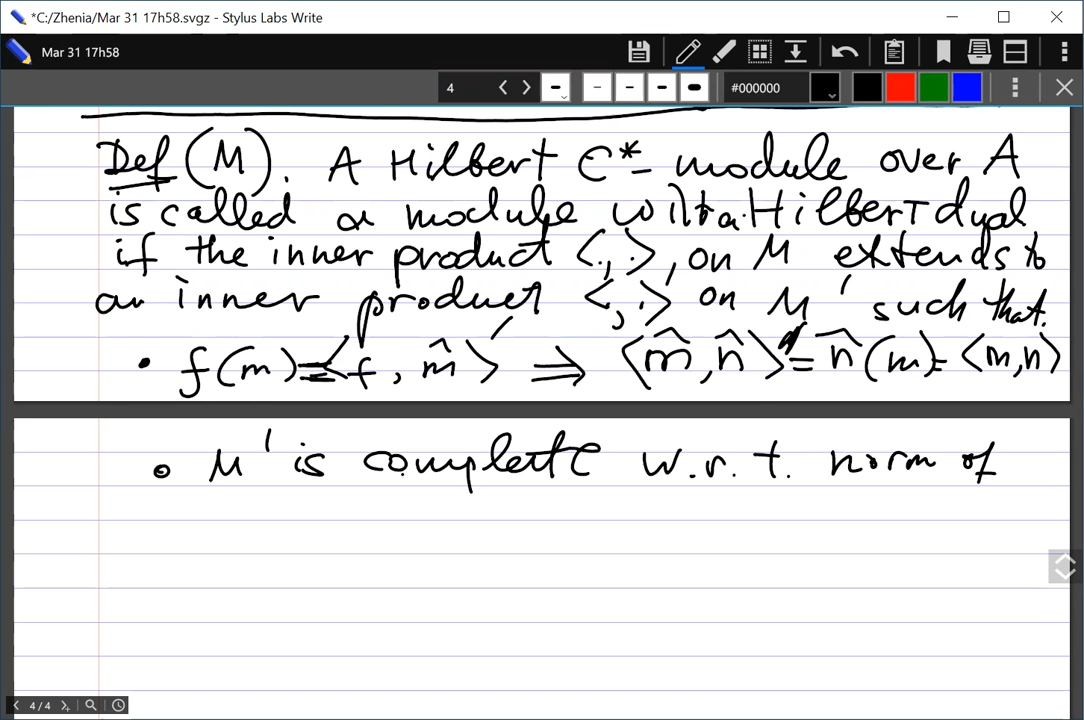 *C:/Zhenia/Mar 31 17h58.svgz - Stylus Labs Write
Mar 31 17h58
4
#000000
Def (M). A Hilbert C*- module over A
is called a module with a Hilbert dual
if the inner product <.,.>, on M extends to
an inner product <.,.>' on M' such that.
• f(m) = <f, m̂> ⇒ <m̂, n̂>' = n̂(m) = <m,n>
• M' is complete w.r.t. norm of
4/4